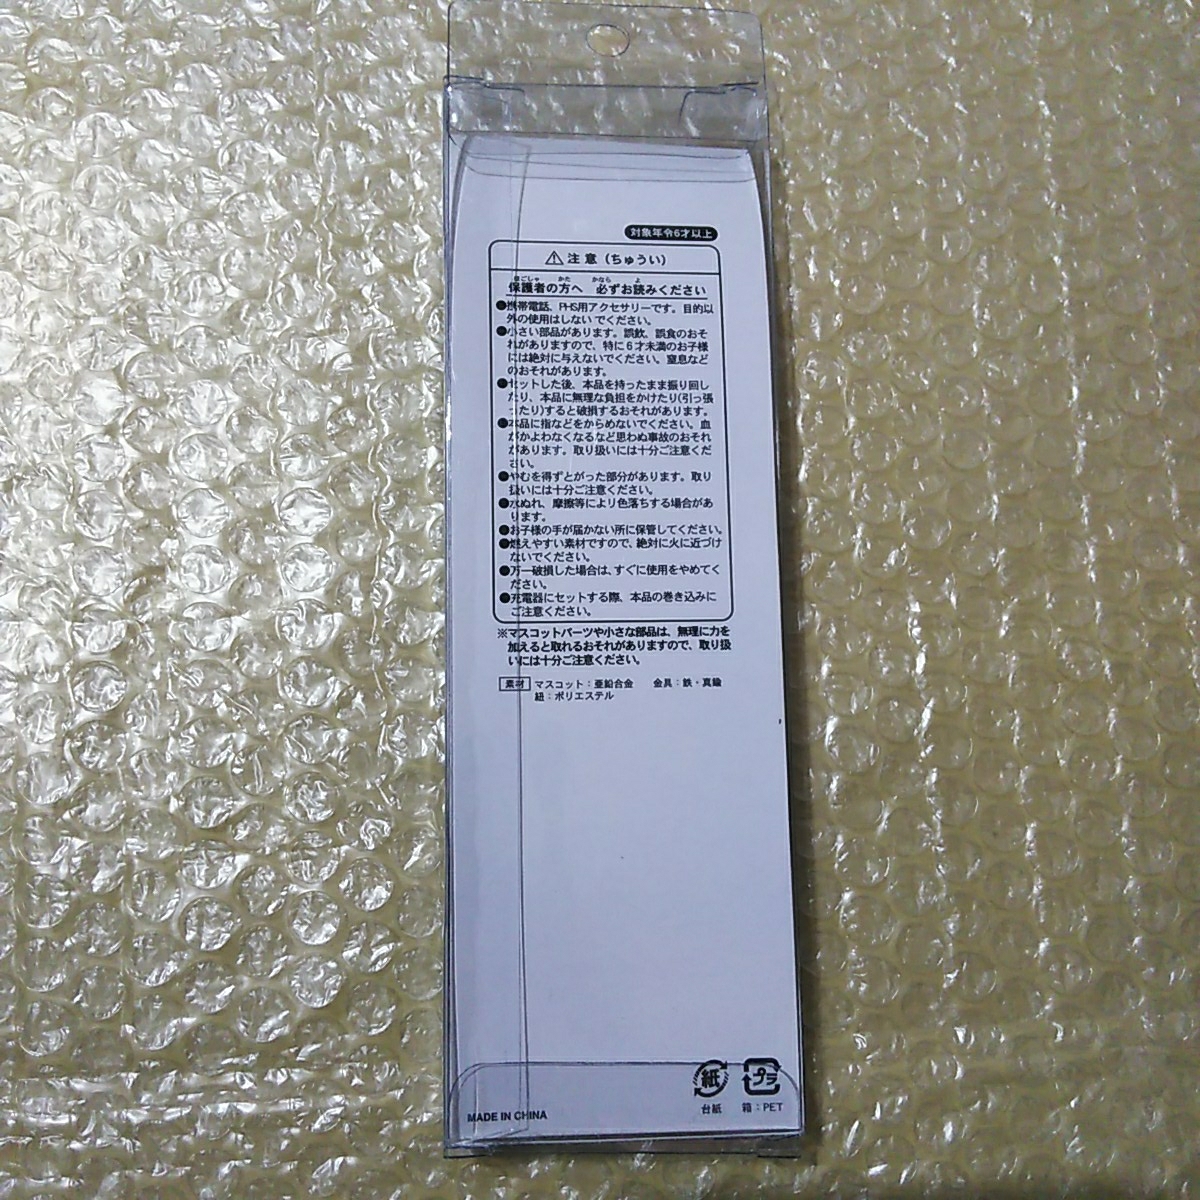 対象年令6才以上
注意(ちゅうい)
保護者の方へ 必ずお読みください
●携帯電話、PHS用アクセサリーです。目的以
外の使用はしないでください。
●小さい部品があります。誤飲、誤食のおそ
れがありますので、特に6才未満のお子様
には絶対に与えないでください。窒息など
のおそれがあります。
●セットした後、本品を持ったまま振り回し
たり、本品に無理な負担をかけたり(引っ張
ったり)すると破損するおそれがあります。
●本品に指などをからめないでください。血
がかよわなくなるなど思わぬ事故のおそれ
があります。取り扱いには十分ご注意くだ
さい。
●やむを得ずとがった部分があります。取り
扱いには十分ご注意ください。
●水ぬれ、摩擦等により色落ちする場合があ
ります。
●お子様の手が届かない所に保管してください。
●燃えやすい素材ですので、絶対に火に近づけ
ないでください。
●万一破損した場合は、すぐに使用をやめてく
ださい。
●充電器にセットする際、本品の巻き込みに
ご注意ください。
※マスコットパーツや小さな部品は、無理に力を
加えると取れるおそれがありますので、取り扱
いには十分ご注意ください。
素材 マスコット:亜鉛合金 金具:鉄・真鍮
紐:ポリエステル
紙 プラ
台紙 箱:PET
MADE IN CHINA